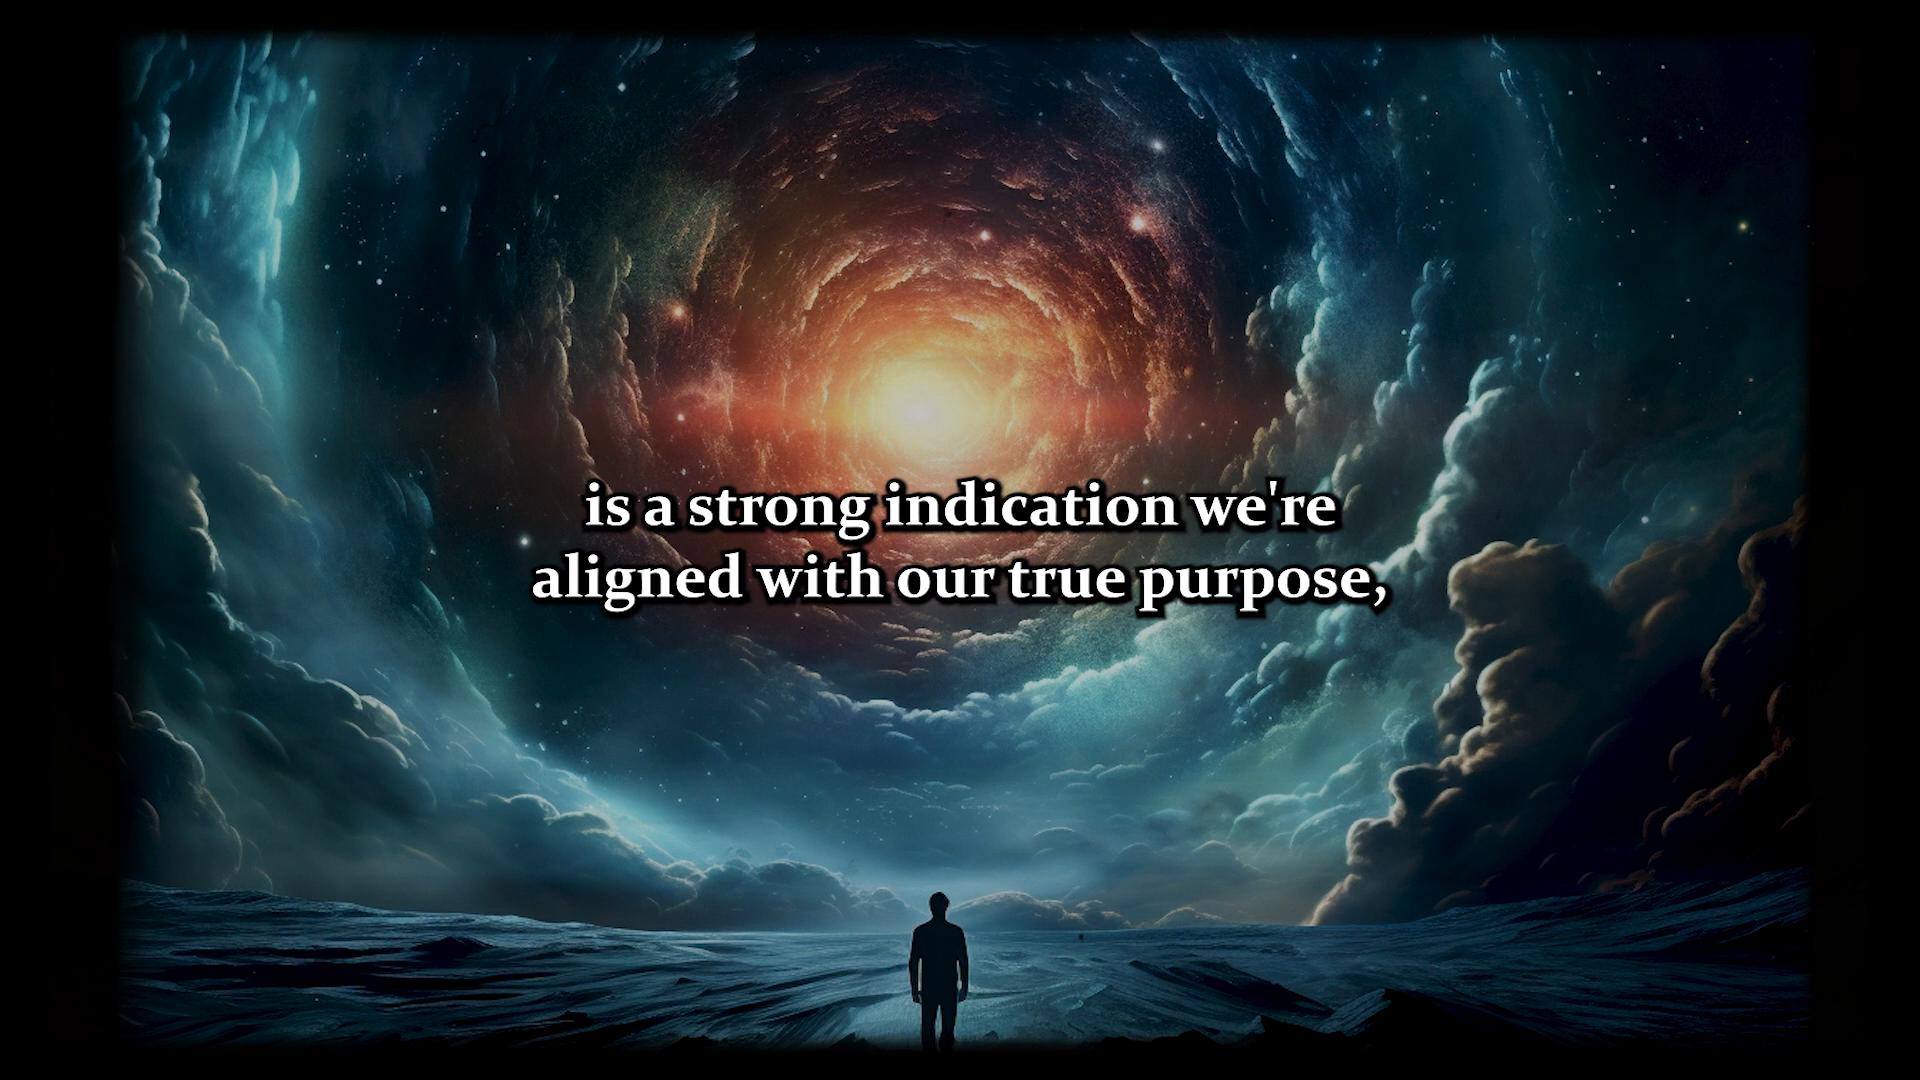 is a strong indication we're
aligned with our true purpose,